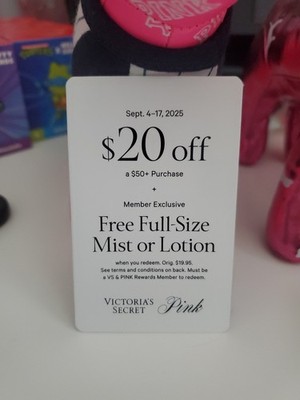 PINK
Sept. 4–17, 2025
$20 off
a $50+ Purchase
+
Member Exclusive
Free Full-Size
Mist or Lotion
when you redeem. Orig. $19.95.
See terms and conditions on back. Must be
a VS & PINK Rewards Member to redeem.
VICTORIA'S
SECRET
Pink